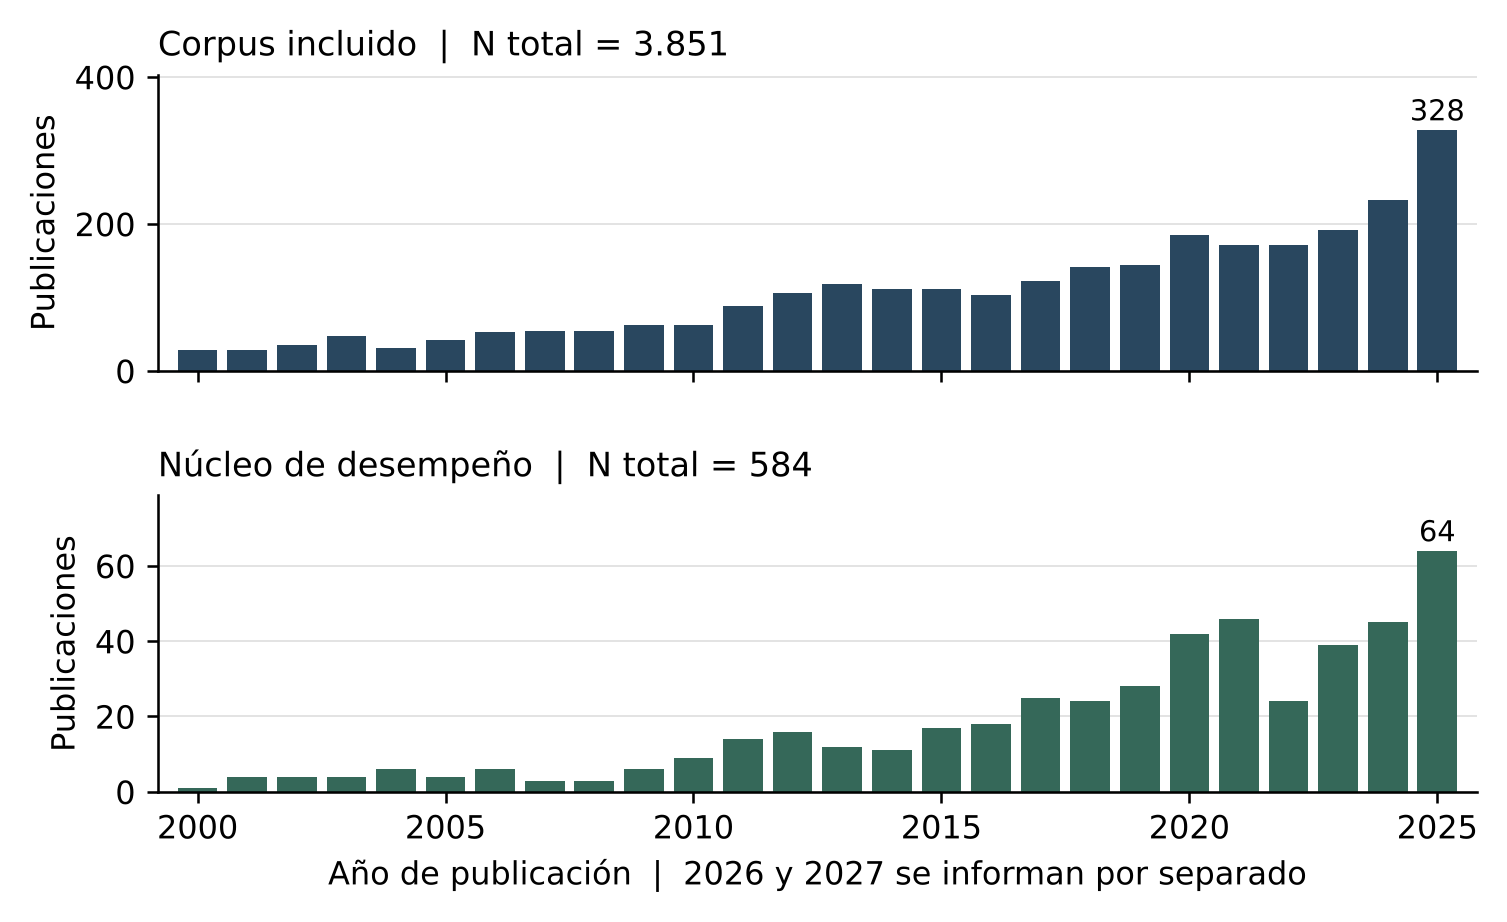 Corpus incluido | N total = 3.851
Publicaciones
400
200
0
328
Núcleo de desempeño | N total = 584
Publicaciones
60
40
20
0
64
2000 2005 2010 2015 2020 2025
Año de publicación | 2026 y 2027 se informan por separado